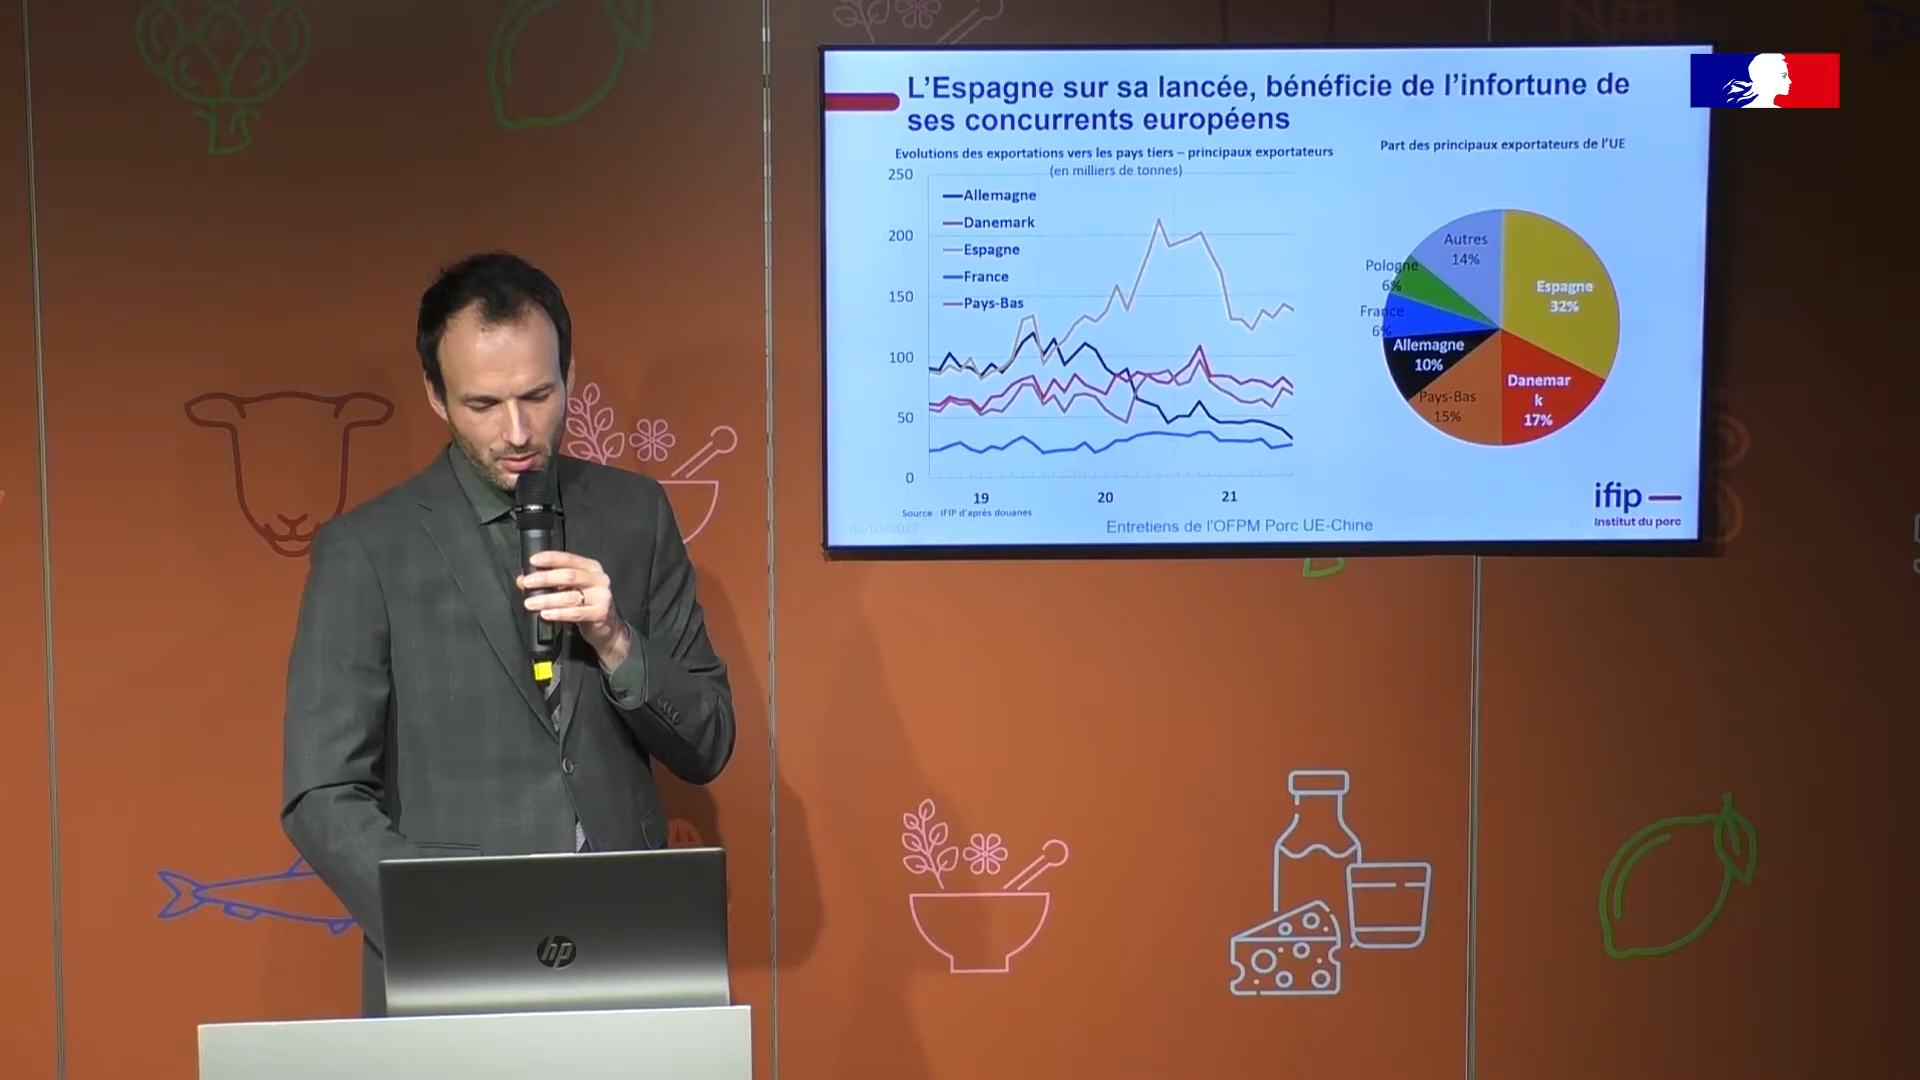 L'Espagne sur sa lancée, bénéficie de l'infortune de
ses concurrents européens
Evolutions des exportations vers les pays tiers – principaux exportateurs
(en milliers de tonnes)
250
200
150
100
50
0
Allemagne
Danemark
Espagne
France
Pays-Bas
19
20
21
Source : IFIP d'après douanes
Part des principaux exportateurs de l'UE
Autres
14%
Pologne
6%
France
6%
Allemagne
10%
Pays-Bas
15%
Danemar
k
17%
Espagne
32%
ifip
Institut du porc
03/03/2022
Entretiens de l'OFPM Porc UE-Chine
hp